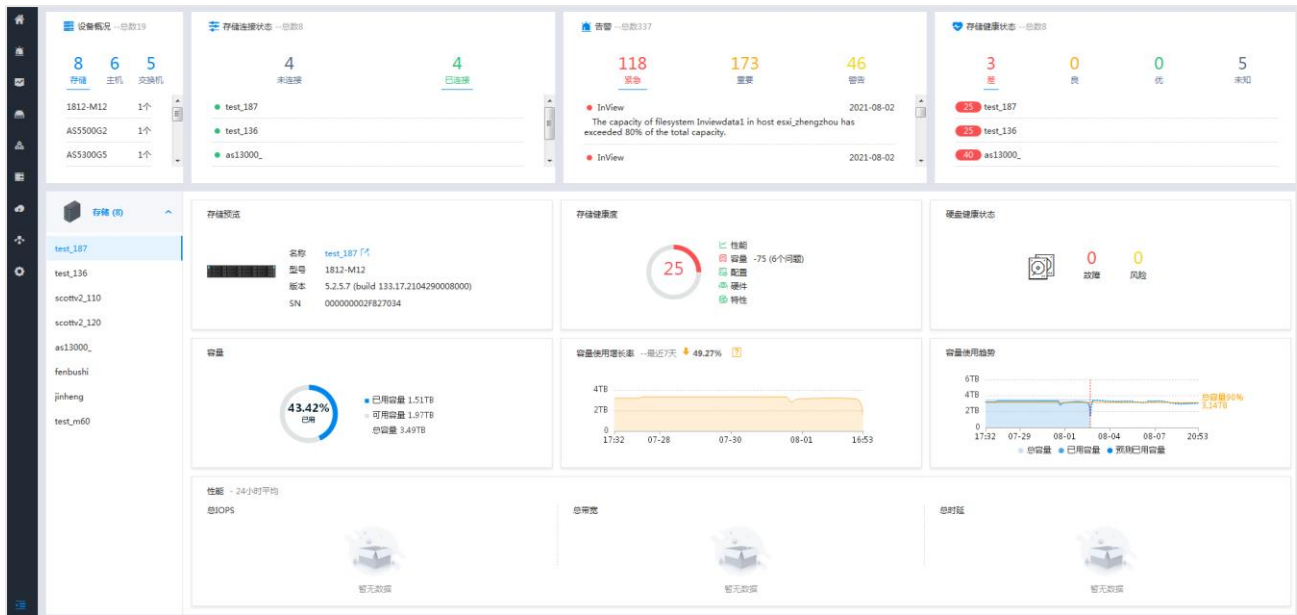 设备概况 --总数19
8 6 5
存储 主机 交换机
1812-M12 1个
AS5500G2 1个
AS5300G5 1个
存储连接状态 --总数8
4 4
未连接 已连接
test_187
test_136
as13000_
告警 --总数337
118 173 46
紧急 重要 警告
InView 2021-08-02
The capacity of filesystem Inviewdata1 in host esxi_zhengzhou has
exceeded 80% of the total capacity.
InView 2021-08-02
存储健康状态 --总数8
3 0 0 5
差 良 优 未知
25 test_187
25 test_136
40 as13000_
存储 (8)
test_187
test_136
scottv2_110
scottv2_120
as13000_
fenbushi
jinheng
test_m60
存储预览
名称 test_187
型号 1812-M12
版本 5.2.5.7 (build 133.17.2104290008000)
SN 000000002F827034
存储健康度
25
性能
容量 -75 (6个问题)
配置
硬件
特性
硬盘健康状态
0 0
故障 风险
容量
43.42%
已用
已用容量 1.51TB
可用容量 1.97TB
总容量 3.49TB
容量使用增长率 --最近7天 49.27% ?
4TB
2TB
0
17:32 07-28 07-30 08-01 16:53
容量使用趋势
6TB
4TB
2TB
0
总容量90%
3.14TB
17:32 07-29 08-01 08-04 08-07 20:53
总容量 已用容量 预测已用容量
性能 - 24小时平均
总IOPS 总带宽 总时延
暂无数据 暂无数据 暂无数据